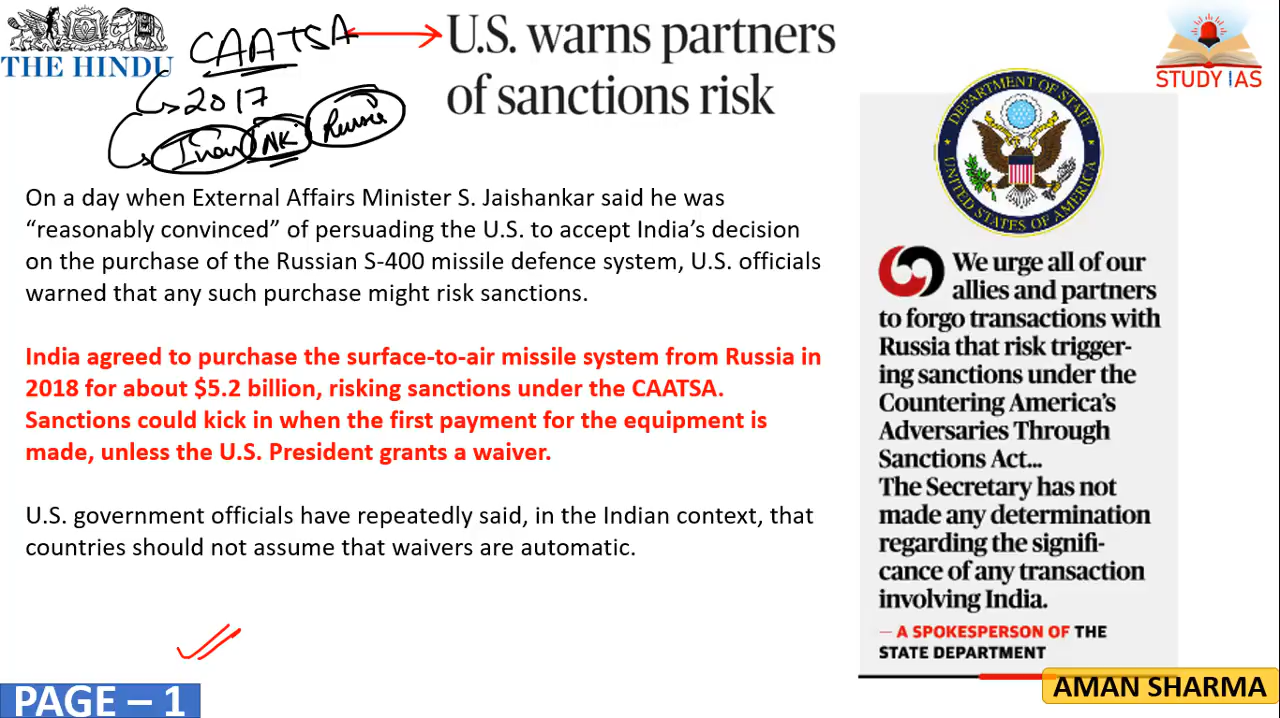 THE HINDU
CAATSA
2017
Iran NK Russia
U.S. warns partners
of sanctions risk
STUDY IAS
On a day when External Affairs Minister S. Jaishankar said he was
“reasonably convinced” of persuading the U.S. to accept India’s decision
on the purchase of the Russian S-400 missile defence system, U.S. officials
warned that any such purchase might risk sanctions.
India agreed to purchase the surface-to-air missile system from Russia in
2018 for about $5.2 billion, risking sanctions under the CAATSA.
Sanctions could kick in when the first payment for the equipment is
made, unless the U.S. President grants a waiver.
U.S. government officials have repeatedly said, in the Indian context, that
countries should not assume that waivers are automatic.
DEPARTMENT OF STATE
UNITED STATES OF AMERICA
We urge all of our
allies and partners
to forgo transactions with
Russia that risk trigger-
ing sanctions under the
Countering America’s
Adversaries Through
Sanctions Act...
The Secretary has not
made any determination
regarding the signifi-
cance of any transaction
involving India.
— A SPOKESPERSON OF THE
STATE DEPARTMENT
PAGE – 1
AMAN SHARMA